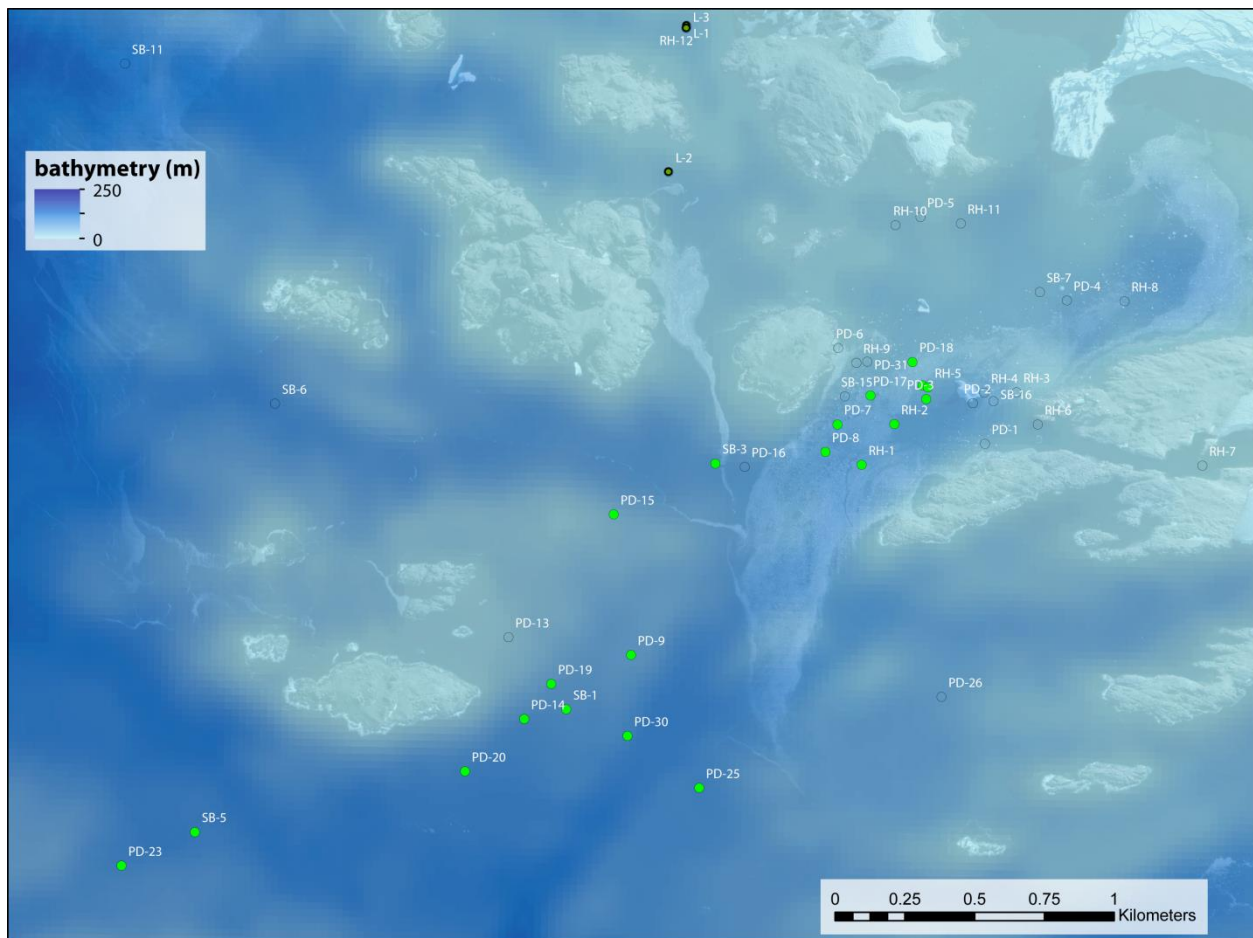 L-3
L-1
RH-12
SB-11
bathymetry (m)
250
0
L-2
RH-10
PD-5
RH-11
SB-7
PD-4
RH-8
PD-6
RH-9
PD-18
PD-31
RH-5
SB-15
PD-17
PD-3
PD-2
RH-4
RH-3
SB-16
SB-6
PD-7
RH-2
RH-6
PD-1
PD-8
RH-1
SB-3
PD-16
RH-7
PD-15
PD-13
PD-9
PD-19
SB-1
PD-14
PD-26
PD-30
PD-20
PD-25
SB-5
PD-23
0 0.25 0.5 0.75 1
Kilometers